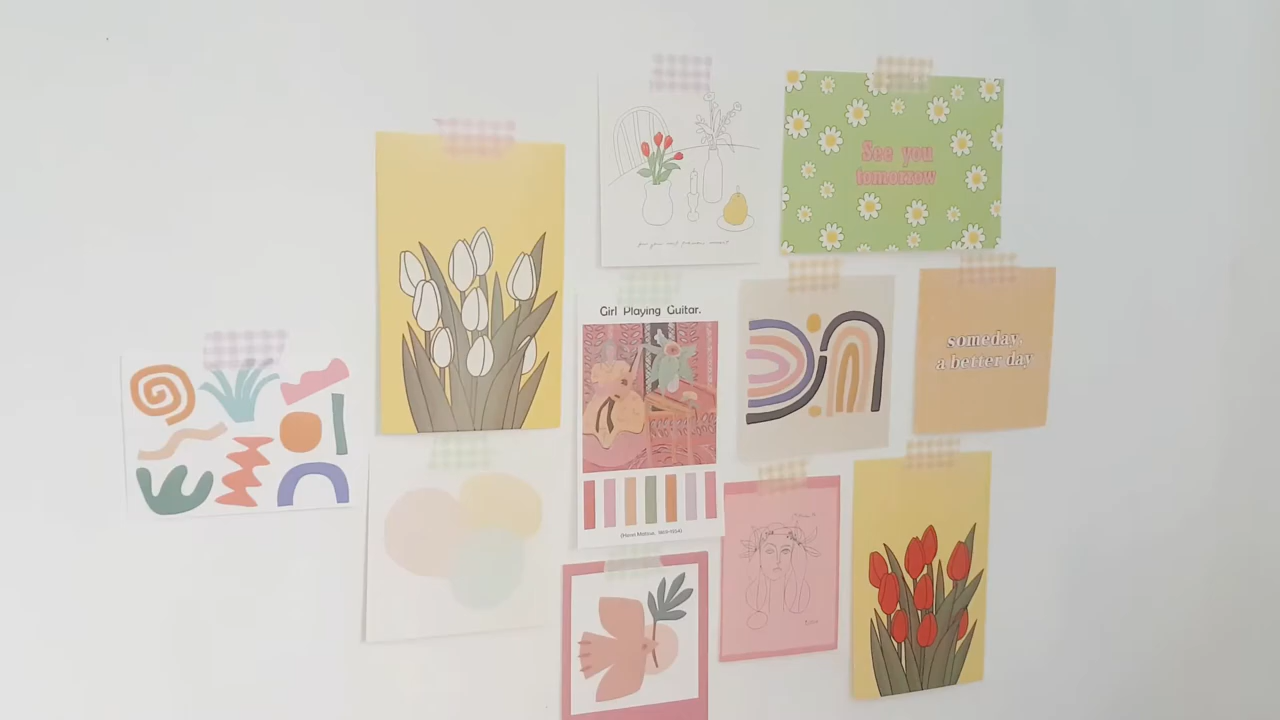 See you
tomorrow
Girl Playing Guitar.
someday,
a better day